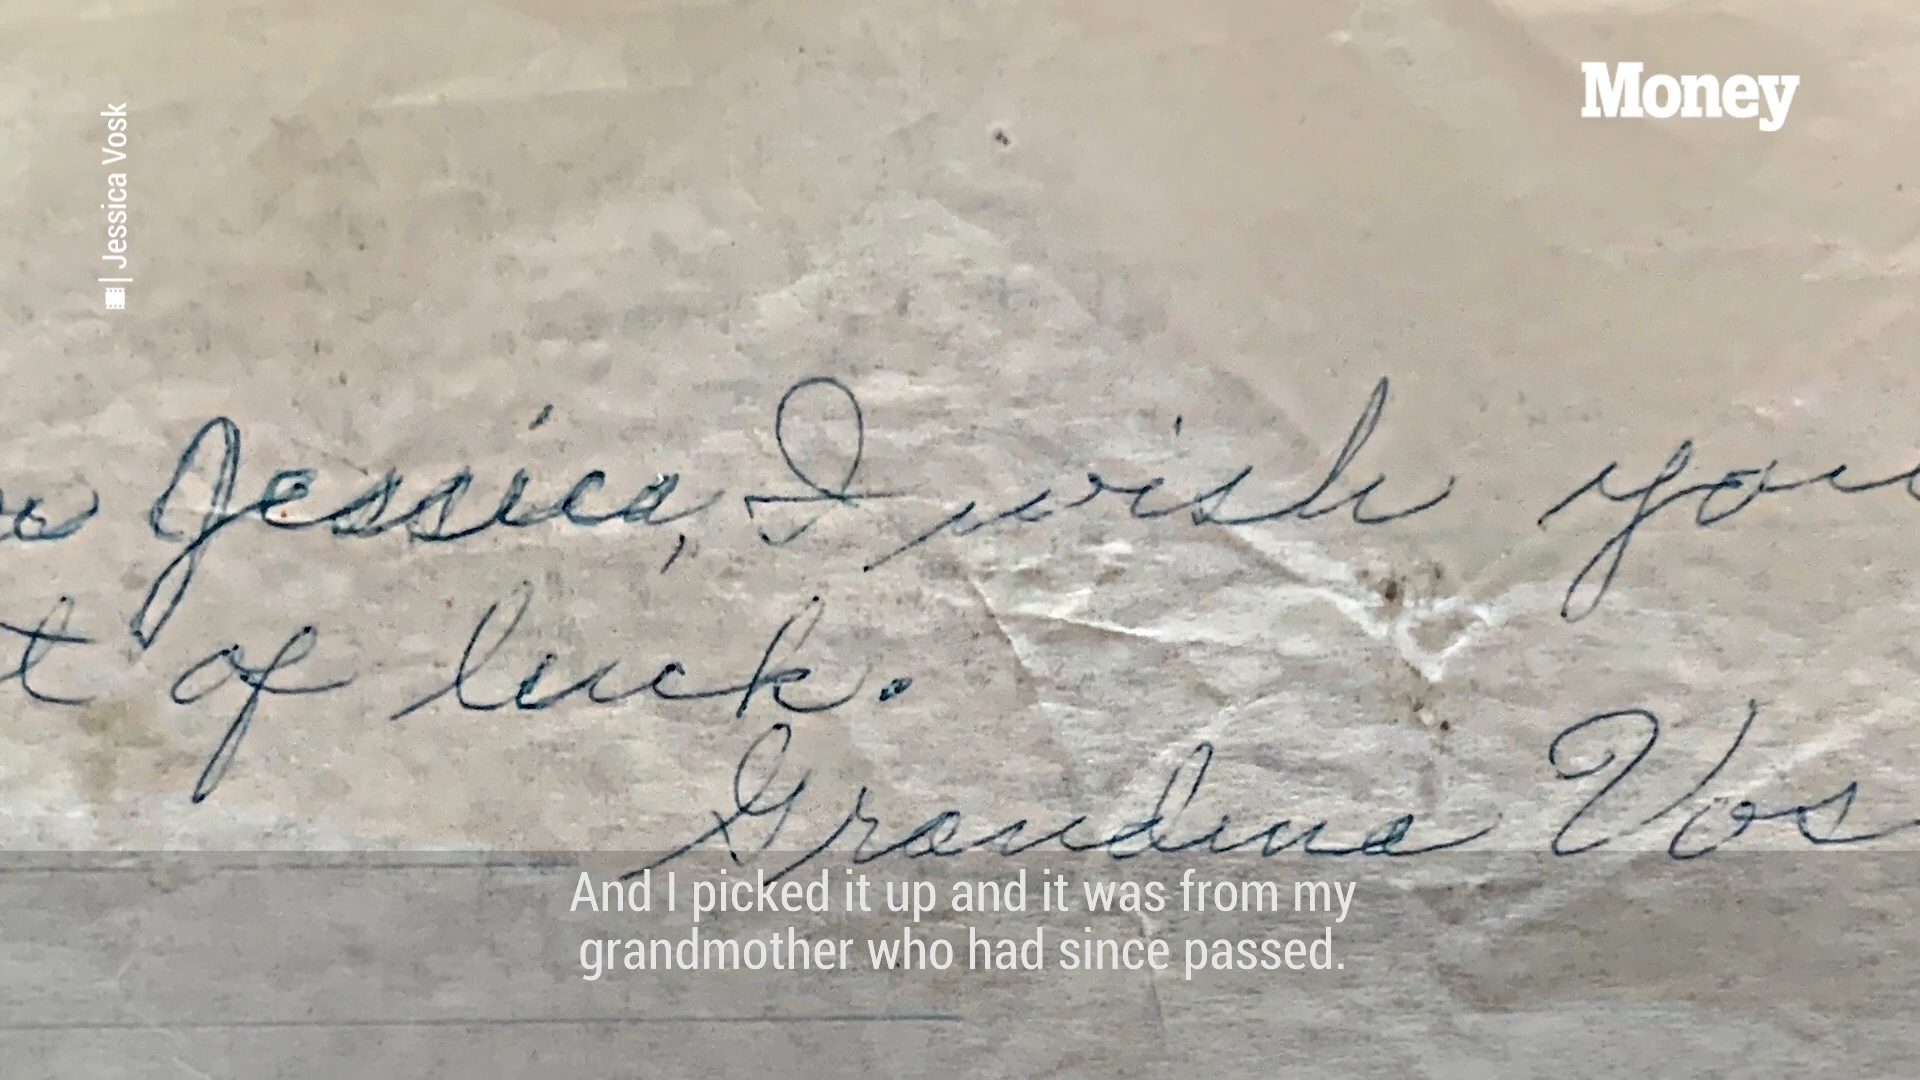 Money
Jessica Vosk
Jessica, I wish you
of luck.
Grandma Vos
And I picked it up and it was from my
grandmother who had since passed.